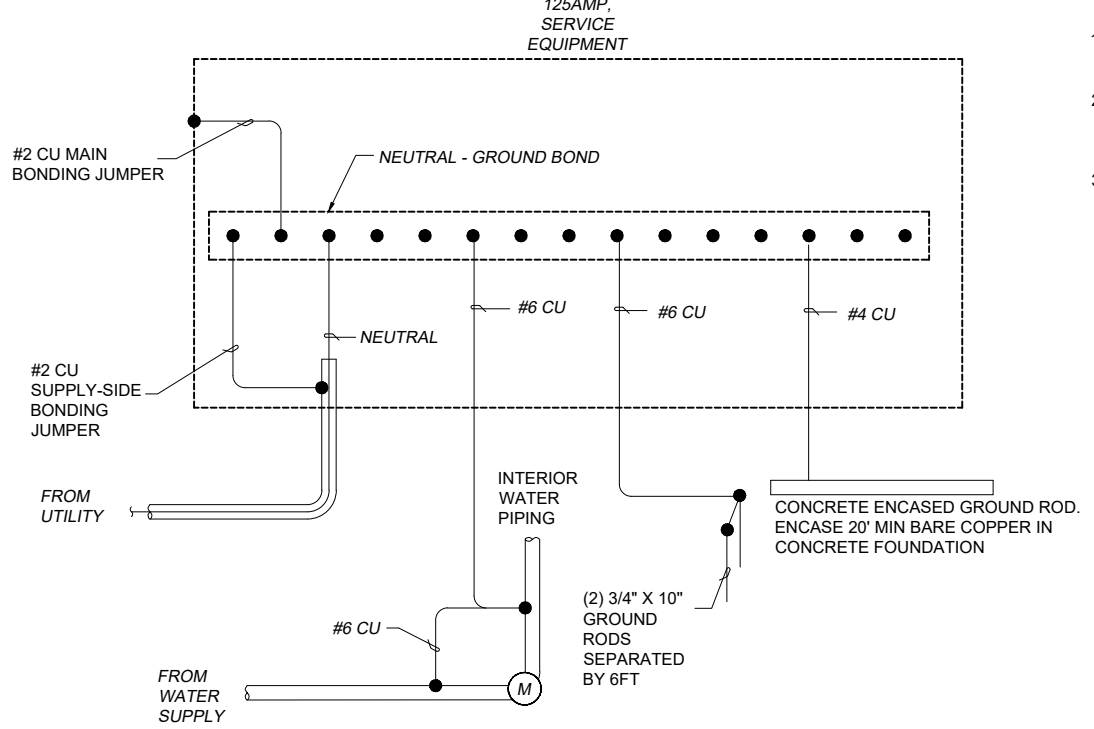 125AMP,
SERVICE
EQUIPMENT
#2 CU MAIN
BONDING JUMPER
NEUTRAL - GROUND BOND
#6 CU
#6 CU
#4 CU
NEUTRAL
#2 CU
SUPPLY-SIDE
BONDING
JUMPER
FROM
UTILITY
INTERIOR
WATER
PIPING
CONCRETE ENCASED GROUND ROD.
ENCASE 20' MIN BARE COPPER IN
CONCRETE FOUNDATION
(2) 3/4" X 10"
GROUND
RODS
SEPARATED
BY 6FT
#6 CU
FROM
WATER
SUPPLY
M